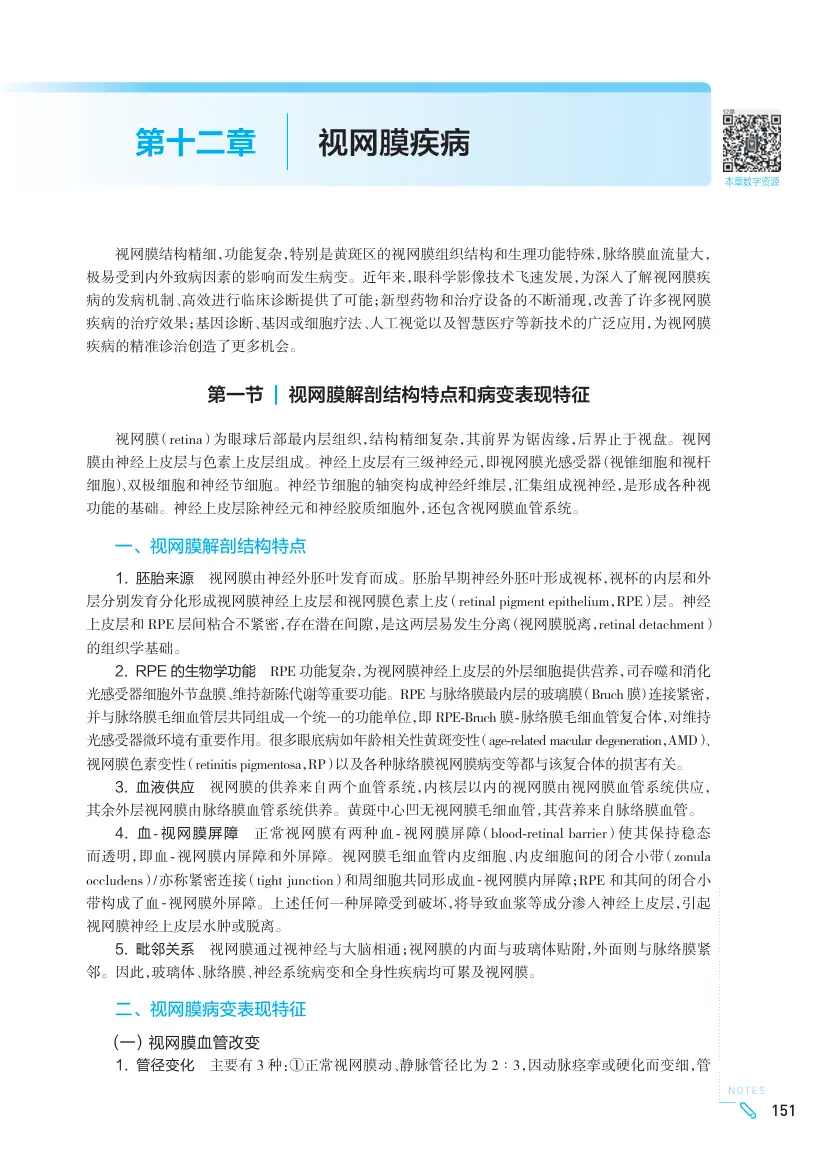 第十二章 视网膜疾病
12章
本章数字资源
视网膜结构精细,功能复杂,特别是黄斑区的视网膜组织结构和生理功能特殊,脉络膜血流量大,
极易受到内外致病因素的影响而发生病变。近年来,眼科学影像技术飞速发展,为深入了解视网膜疾
病的发病机制、高效进行临床诊断提供了可能;新型药物和治疗设备的不断涌现,改善了许多视网膜
疾病的治疗效果;基因诊断、基因或细胞疗法、人工视觉以及智慧医疗等新技术的广泛应用,为视网膜
疾病的精准诊治创造了更多机会。
第一节 | 视网膜解剖结构特点和病变表现特征
视网膜(retina)为眼球后部最内层组织,结构精细复杂,其前界为锯齿缘,后界止于视盘。视网
膜由神经上皮层与色素上皮层组成。神经上皮层有三级神经元,即视网膜光感受器(视锥细胞和视杆
细胞)、双极细胞和神经节细胞。神经节细胞的轴突构成神经纤维层,汇集组成视神经,是形成各种视
功能的基础。神经上皮层除神经元和神经胶质细胞外,还包含视网膜血管系统。
一、视网膜解剖结构特点
1. 胚胎来源 视网膜由神经外胚叶发育而成。胚胎早期神经外胚叶形成视杯,视杯的内层和外
层分别发育分化形成视网膜神经上皮层和视网膜色素上皮(retinal pigment epithelium,RPE)层。神经
上皮层和 RPE 层间粘合不紧密,存在潜在间隙,是这两层易发生分离(视网膜脱离,retinal detachment)
的组织学基础。
2. RPE 的生物学功能 RPE 功能复杂,为视网膜神经上皮层的外层细胞提供营养,司吞噬和消化
光感受器细胞外节盘膜、维持新陈代谢等重要功能。RPE 与脉络膜最内层的玻璃膜(Bruch 膜)连接紧密,
并与脉络膜毛细血管层共同组成一个统一的功能单位,即 RPE-Bruch 膜-脉络膜毛细血管复合体,对维持
光感受器微环境有重要作用。很多眼底病如年龄相关性黄斑变性(age-related macular degeneration,AMD)、
视网膜色素变性(retinitis pigmentosa,RP)以及各种脉络膜视网膜病变等都与该复合体的损害有关。
3. 血液供应 视网膜的供养来自两个血管系统,内核层以内的视网膜由视网膜血管系统供应,
其余外层视网膜由脉络膜血管系统供养。黄斑中心凹无视网膜毛细血管,其营养来自脉络膜血管。
4. 血-视网膜屏障 正常视网膜有两种血-视网膜屏障(blood-retinal barrier)使其保持稳态
而透明,即血-视网膜内屏障和外屏障。视网膜毛细血管内皮细胞、内皮细胞间的闭合小带(zonula
occludens)/亦称紧密连接(tight junction)和周细胞共同形成血-视网膜内屏障;RPE 和其间的闭合小
带构成了血-视网膜外屏障。上述任何一种屏障受到破坏,将导致血浆等成分渗入神经上皮层,引起
视网膜神经上皮层水肿或脱离。
5. 毗邻关系 视网膜通过视神经与大脑相通;视网膜的内面与玻璃体贴附,外面则与脉络膜紧
邻。因此,玻璃体、脉络膜、神经系统病变和全身性疾病均可累及视网膜。
二、视网膜病变表现特征
(一) 视网膜血管改变
1. 管径变化 主要有 3 种:①正常视网膜动、静脉管径比为 2∶3,因动脉痉挛或硬化而变细,管
NOTES
151